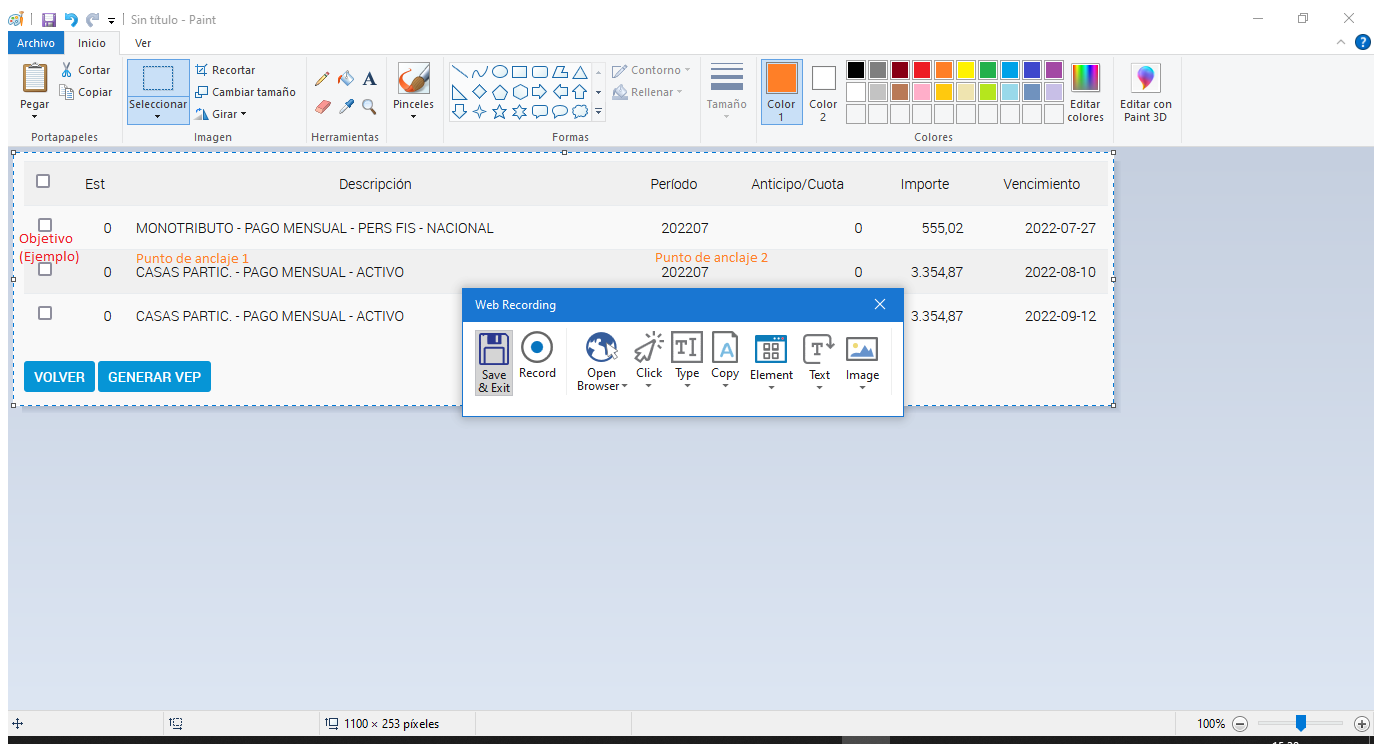 Sin título - Paint
Archivo Inicio Ver
Pegar
Cortar
Copiar
Portapapeles
Seleccionar
Recortar
Cambiar tamaño
Girar
Imagen
Herramientas
Pinceles
Contorno
Rellenar
Formas
Tamaño
Color
1
Color
2
Editar
colores
Colores
Editar con
Paint 3D
Est Descripción Período Anticipo/Cuota Importe Vencimiento
0 MONOTRIBUTO - PAGO MENSUAL - PERS FIS - NACIONAL 202207 0 555,02 2022-07-27
Objetivo
(Ejemplo)
Punto de anclaje 1 Punto de anclaje 2
0 CASAS PARTIC. - PAGO MENSUAL - ACTIVO 202207 0 3.354,87 2022-08-10
0 CASAS PARTIC. - PAGO MENSUAL - ACTIVO 3.354,87 2022-09-12
VOLVER GENERAR VEP
Web Recording
Save
& Exit
Record
Open
Browser
Click
Type
Copy
Element
Text
Image
1100 × 253 píxeles 100%